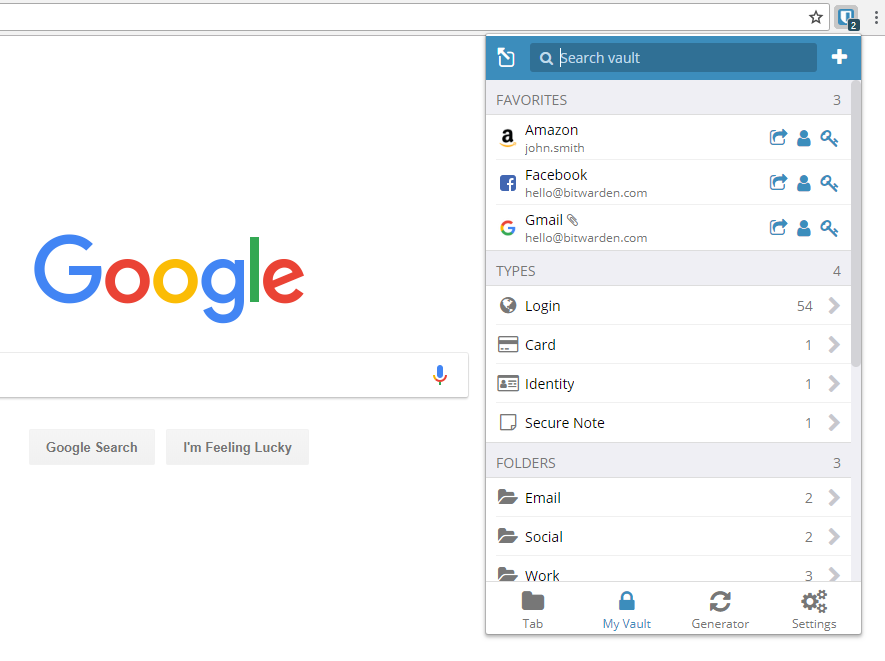 2
Search vault
FAVORITES 3
Amazon
john.smith
Facebook
hello@bitwarden.com
Gmail
hello@bitwarden.com
TYPES 4
Login 54
Card 1
Identity 1
Secure Note 1
FOLDERS 3
Email 2
Social 2
Work 3
Tab My Vault Generator Settings
Google
Google Search I'm Feeling Lucky